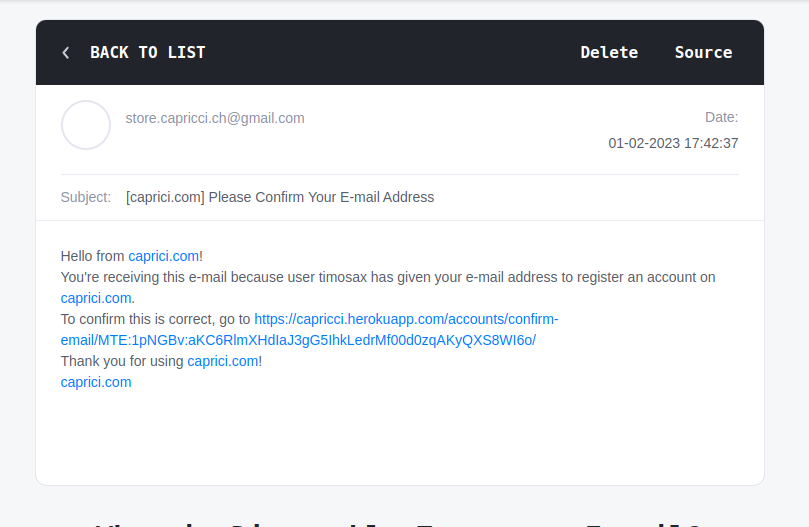 BACK TO LIST Delete Source
store.capricci.ch@gmail.com
Date:
01-02-2023 17:42:37
Subject: [caprici.com] Please Confirm Your E-mail Address
Hello from caprici.com!
You're receiving this e-mail because user timosax has given your e-mail address to register an account on
caprici.com.
To confirm this is correct, go to https://capricci.herokuapp.com/accounts/confirm-
email/MTE:1pNGBv:aKC6RlmXHdIaJ3gG5IhkLedrMf00d0zqAKyQXS8WI6o/
Thank you for using caprici.com!
caprici.com